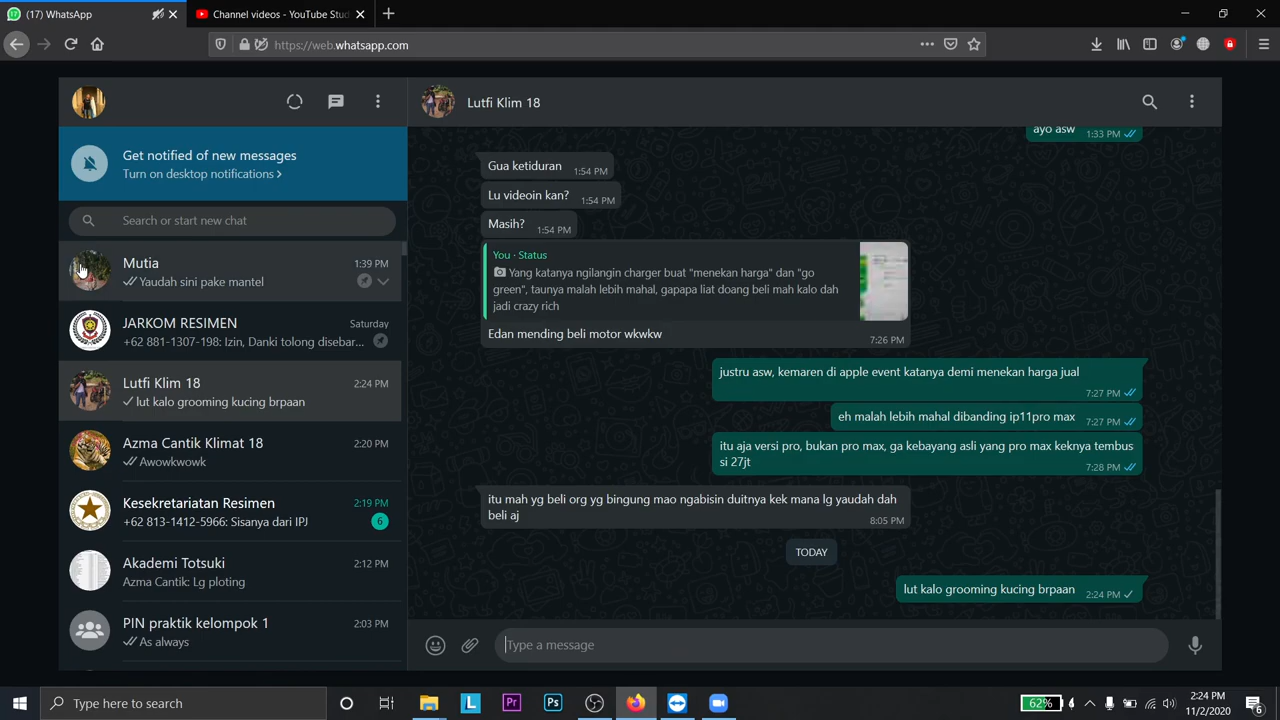 (17) WhatsApp
Channel videos - YouTube Stud
https://web.whatsapp.com
Lutfi Klim 18
Get notified of new messages
Turn on desktop notifications >
Search or start new chat
Mutia 1:39 PM
Yaudah sini pake mantel
JARKOM RESIMEN Saturday
+62 881-1307-198: Izin, Danki tolong disebar...
Lutfi Klim 18 2:24 PM
lut kalo grooming kucing brpaan
Azma Cantik Klimat 18 2:20 PM
Awowkwowk
Kesekretariatan Resimen 2:19 PM
+62 813-1412-5966: Sisanya dari IPJ 6
Akademi Totsuki 2:12 PM
Azma Cantik: Lg ploting
PIN praktik kelompok 1 2:03 PM
As always
ayo asw 1:33 PM
Gua ketiduran 1:54 PM
Lu videoin kan? 1:54 PM
Masih? 1:54 PM
You · Status
Yang katanya ngilangin charger buat "menekan harga" dan "go
green", taunya malah lebih mahal, gapapa liat doang beli mah kalo dah
jadi crazy rich
Edan mending beli motor wkwkw 7:26 PM
justru asw, kemaren di apple event katanya demi menekan harga jual
7:27 PM
eh malah lebih mahal dibanding ip11pro max 7:27 PM
itu aja versi pro, bukan pro max, ga kebayang asli yang pro max keknya tembus
si 27jt 7:28 PM
itu mah yg beli org yg bingung mao ngabisin duitnya kek mana lg yaudah dah
beli aj 8:05 PM
TODAY
lut kalo grooming kucing brpaan 2:24 PM
Type a message
Type here to search
L
Pr
Ps
62%
2:24 PM
11/2/2020
6